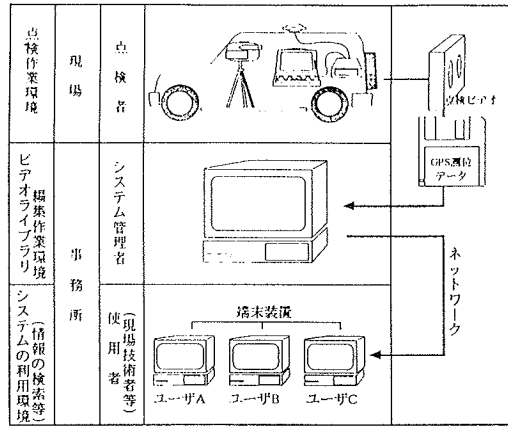 点検作業環境
現場
点検者
点検ビデオ
GPS測位
データ
ビデオライブラリ
編集作業環境
事務所
システム管理者
ネットワーク
システムの利用環境
(情報の検索等)
使用者
(現場技術者等)
端末装置
ユーザA
ユーザB
ユーザC